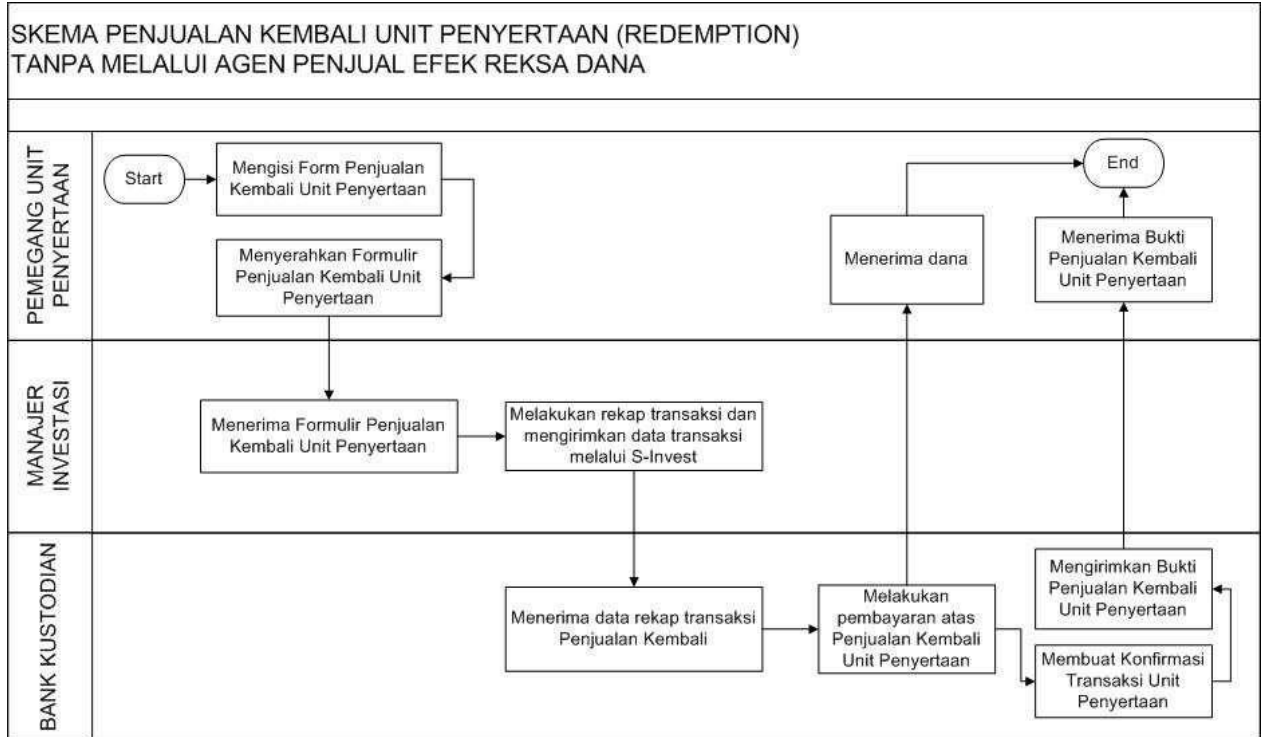 SKEMA PENJUALAN KEMBALI UNIT PENYERTAAN (REDEMPTION)
TANPA MELALUI AGEN PENJUAL EFEK REKSA DANA
PEMEGANG UNIT
PENYERTAAN
Start
Mengisi Form Penjualan
Kembali Unit Penyertaan
Menyerahkan Formulir
Penjualan Kembali Unit
Penyertaan
Menerima dana
End
Menerima Bukti
Penjualan Kembali
Unit Penyertaan
MANAJER
INVESTASI
Menerima Formulir Penjualan
Kembali Unit Penyertaan
Melakukan rekap transaksi dan
mengirimkan data transaksi
melalui S-Invest
BANK KUSTODIAN
Menerima data rekap transaksi
Penjualan Kembali
Melakukan
pembayaran atas
Penjualan Kembali
Unit Penyertaan
Mengirimkan Bukti
Penjualan Kembali
Unit Penyertaan
Membuat Konfirmasi
Transaksi Unit
Penyertaan